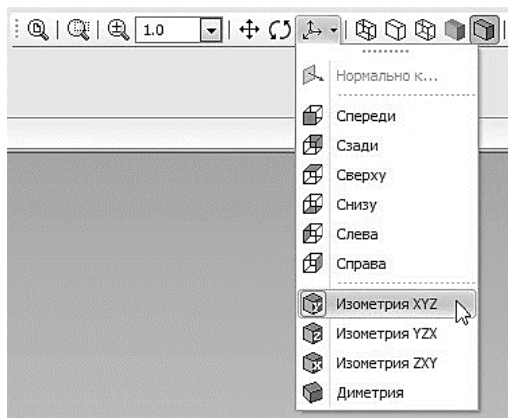 1.0
Нормально к...
Спереди
Сзади
Сверху
Снизу
Слева
Справа
Изометрия XYZ
Изометрия YZX
Изометрия ZXY
Диметрия